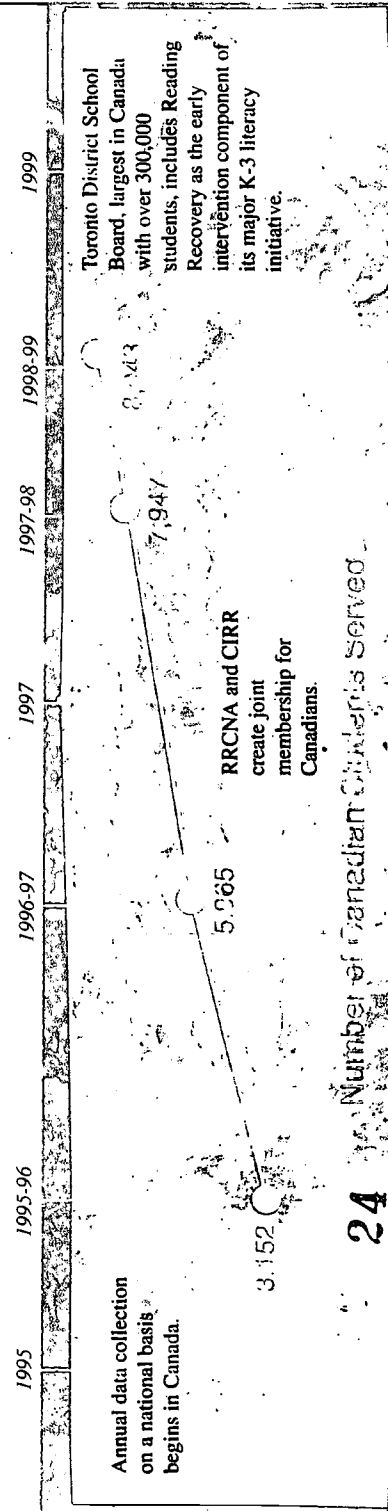 1995
1995-96
1996-97
1997
1997-98
1998-99
1999
Annual data collection
on a national basis
begins in Canada.
3,152
5,065
RRCNA and CIRR
create joint
membership for
Canadians.
7,947
Toronto District School
Board, largest in Canada
with over 300,000
students, includes Reading
Recovery as the early
intervention component of
its major K-3 literacy
initiative.
24
Number of Canadian Students Served